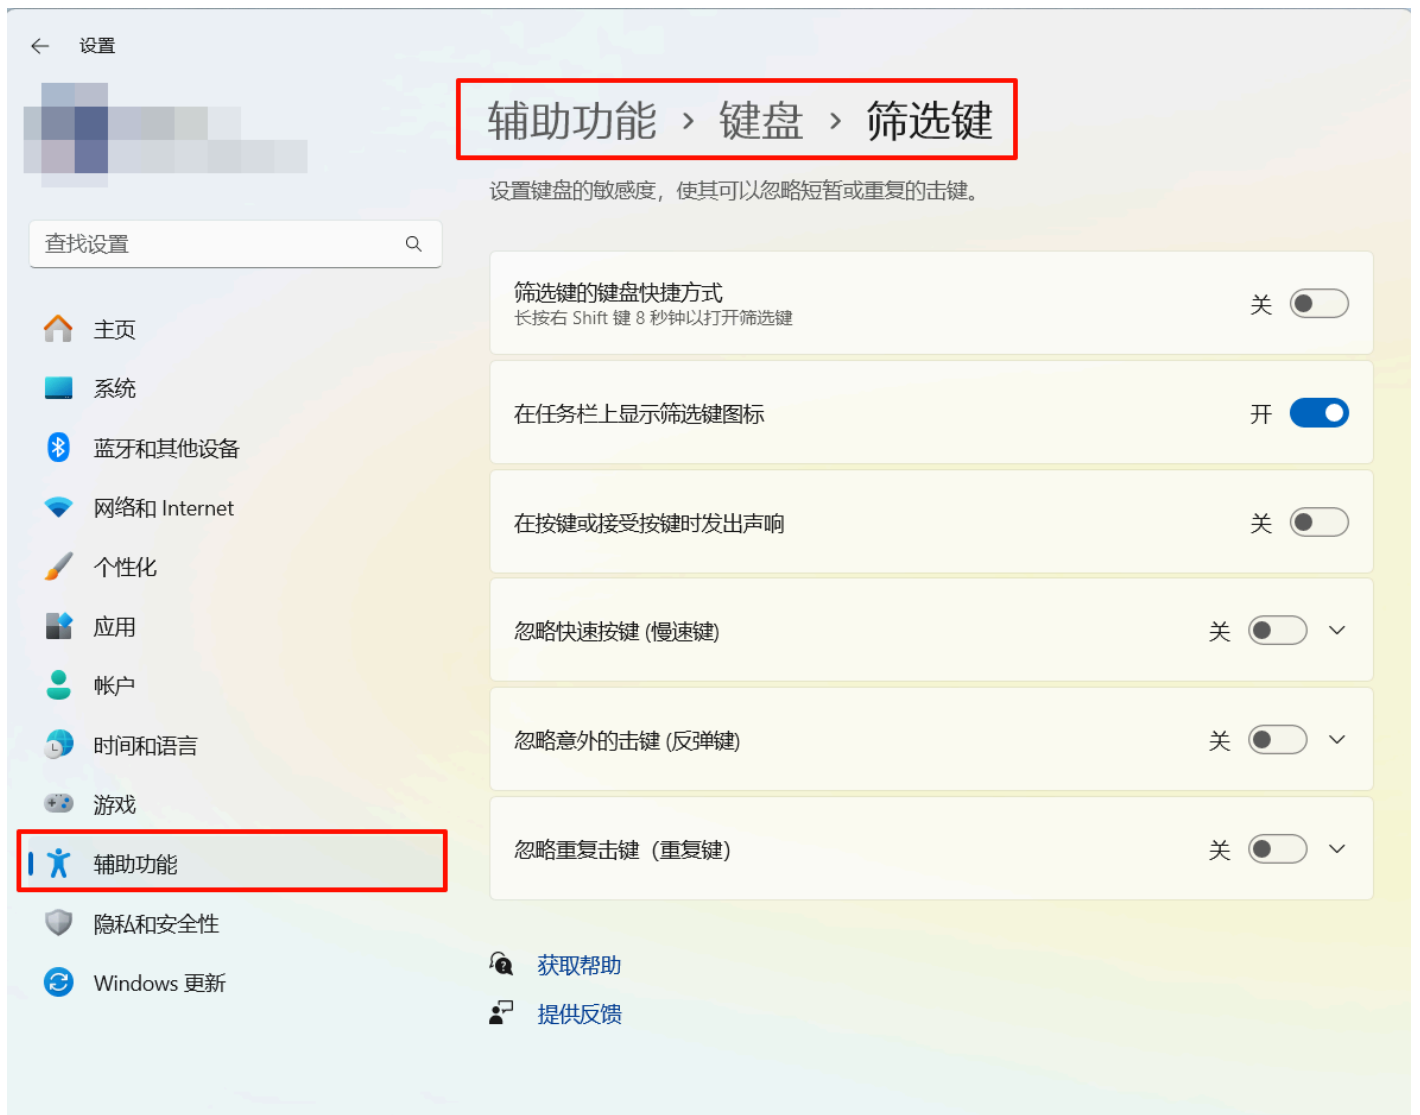 设置
查找设置
主页
系统
蓝牙和其他设备
网络和 Internet
个性化
应用
帐户
时间和语言
游戏
辅助功能
隐私和安全性
Windows 更新
辅助功能 › 键盘 › 筛选键
设置键盘的敏感度，使其可以忽略短暂或重复的击键。
筛选键的键盘快捷方式
长按右 Shift 键 8 秒钟以打开筛选键
关
在任务栏上显示筛选键图标
开
在按键或接受按键时发出声响
关
忽略快速按键 (慢速键)
关
忽略意外的击键 (反弹键)
关
忽略重复击键（重复键）
关
获取帮助
提供反馈